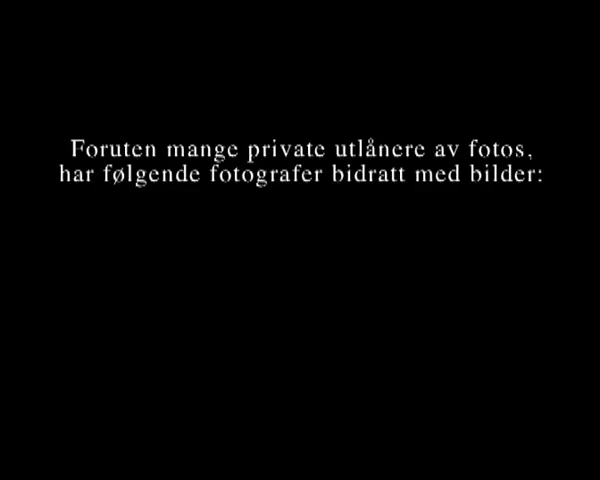 Foruten mange private utlånere av fotos,
har følgende fotografer bidratt med bilder: